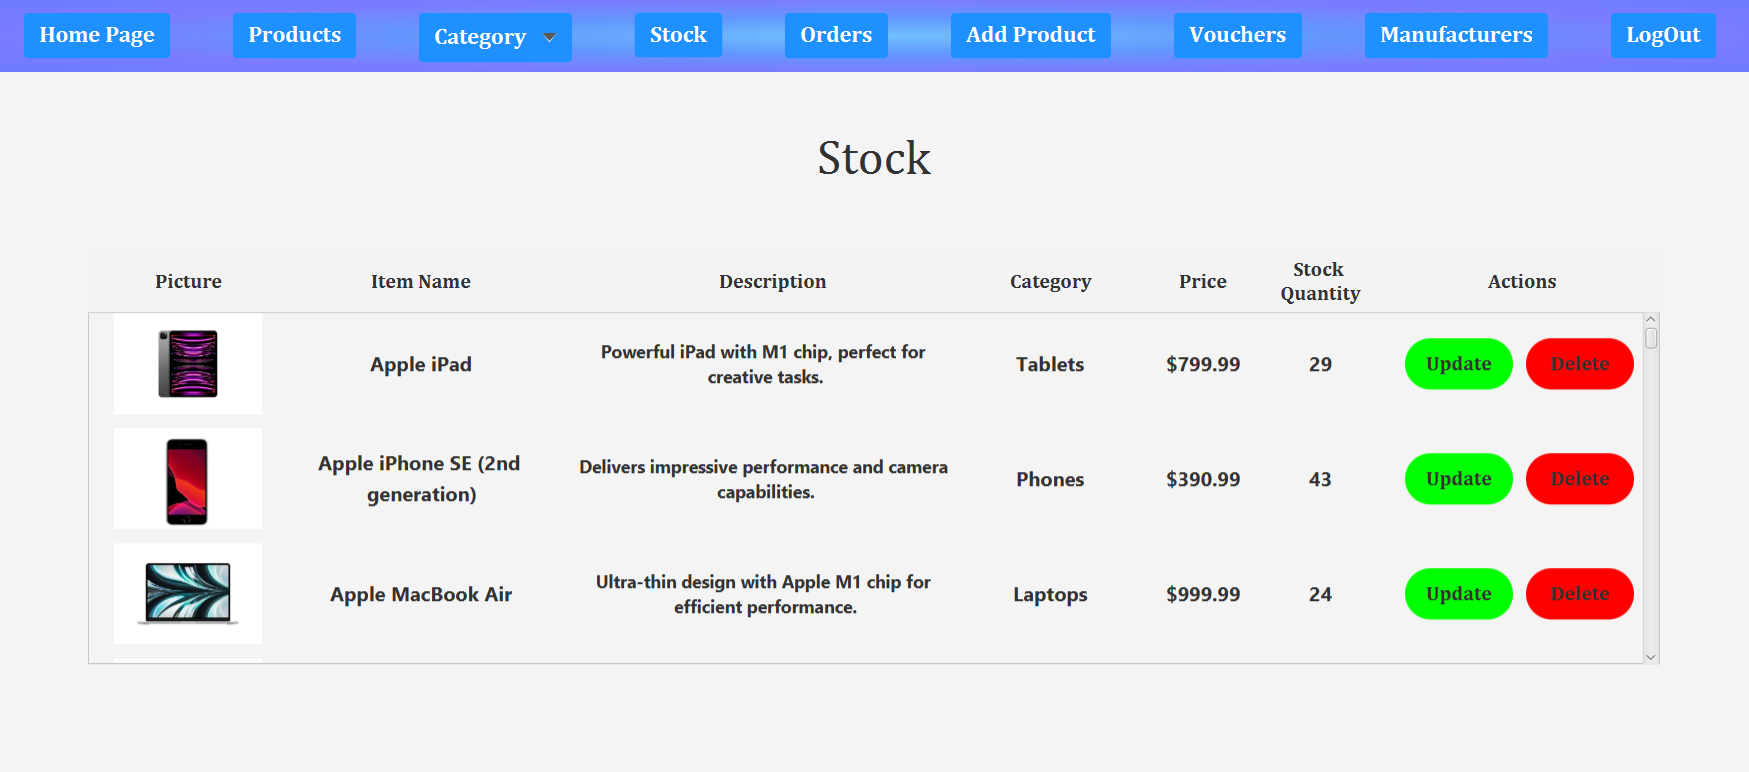 Home Page Products Category Stock Orders Add Product Vouchers Manufacturers LogOut
Stock
Picture Item Name Description Category Price Stock Quantity Actions
Apple iPad
Powerful iPad with M1 chip, perfect for
creative tasks.
Tablets $799.99 29 Update Delete
Apple iPhone SE (2nd
generation)
Delivers impressive performance and camera
capabilities.
Phones $390.99 43 Update Delete
Apple MacBook Air
Ultra-thin design with Apple M1 chip for
efficient performance.
Laptops $999.99 24 Update Delete